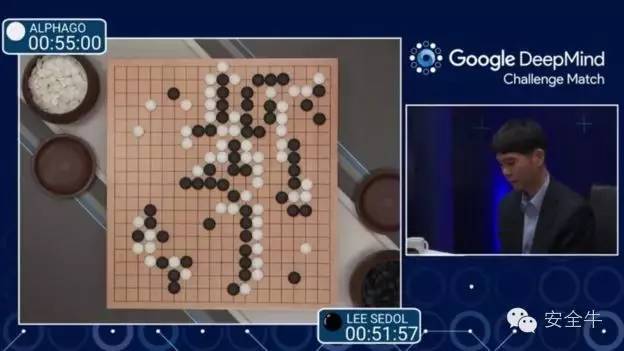 ALPHAGO
00:55:00
Google DeepMind
Challenge Match
LEE SEDOL
00:51:57
安全牛